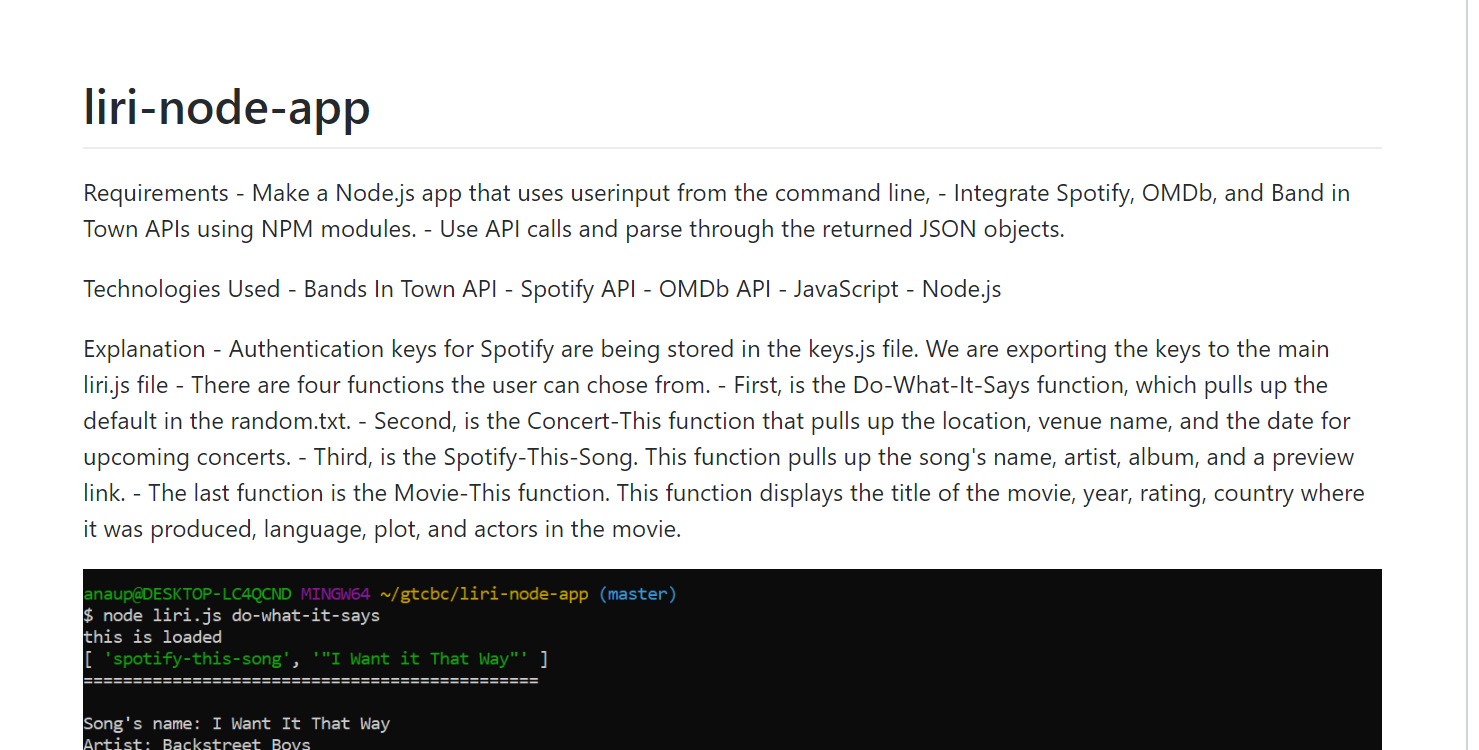 liri-node-app
Requirements - Make a Node.js app that uses userinput from the command line, - Integrate Spotify, OMDb, and Band in
Town APIs using NPM modules. - Use API calls and parse through the returned JSON objects.
Technologies Used - Bands In Town API - Spotify API - OMDb API - JavaScript - Node.js
Explanation - Authentication keys for Spotify are being stored in the keys.js file. We are exporting the keys to the main
liri.js file - There are four functions the user can chose from. - First, is the Do-What-It-Says function, which pulls up the
default in the random.txt. - Second, is the Concert-This function that pulls up the location, venue name, and the date for
upcoming concerts. - Third, is the Spotify-This-Song. This function pulls up the song's name, artist, album, and a preview
link. - The last function is the Movie-This function. This function displays the title of the movie, year, rating, country where
it was produced, language, plot, and actors in the movie.
anaup@DESKTOP-LC4QCND MINGW64 ~/gtcbc/liri-node-app (master)
$ node liri.js do-what-it-says
this is loaded
[ 'spotify-this-song', '"I Want it That Way"' ]
==============================================
Song's name: I Want It That Way
Artist: Backstreet Boys